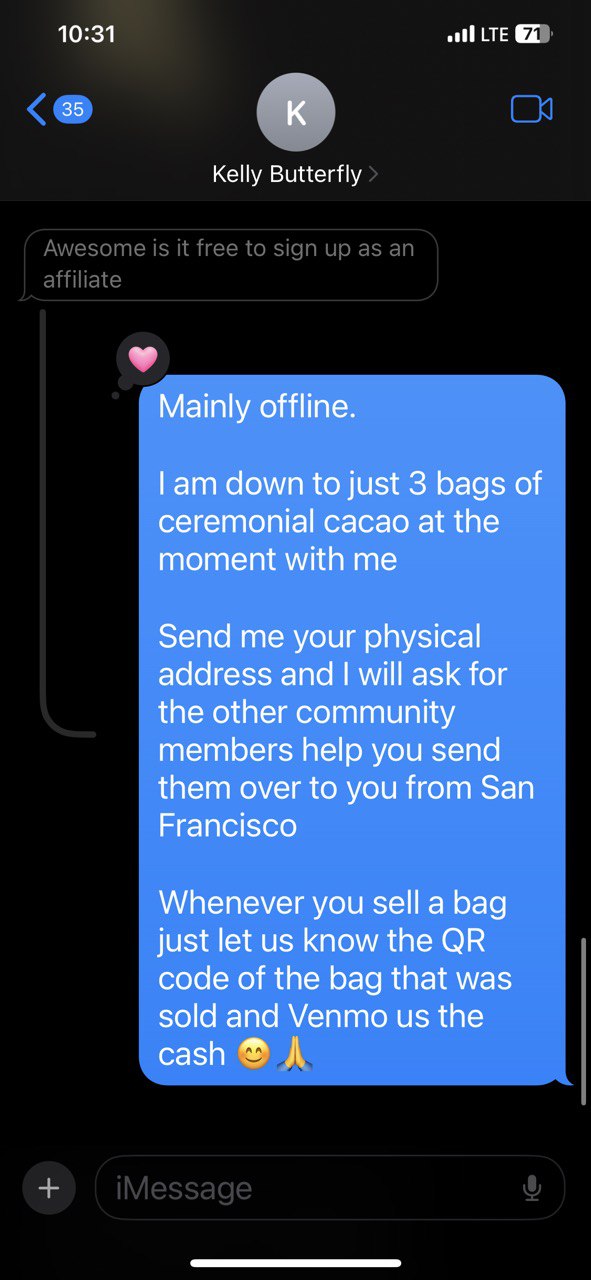 10:31
LTE
71
35
K
Kelly Butterfly
Awesome is it free to sign up as an
affiliate
Mainly offline.
I am down to just 3 bags of
ceremonial cacao at the
moment with me
Send me your physical
address and I will ask for
the other community
members help you send
them over to you from San
Francisco
Whenever you sell a bag
just let us know the QR
code of the bag that was
sold and Venmo us the
cash 😊🙏
iMessage